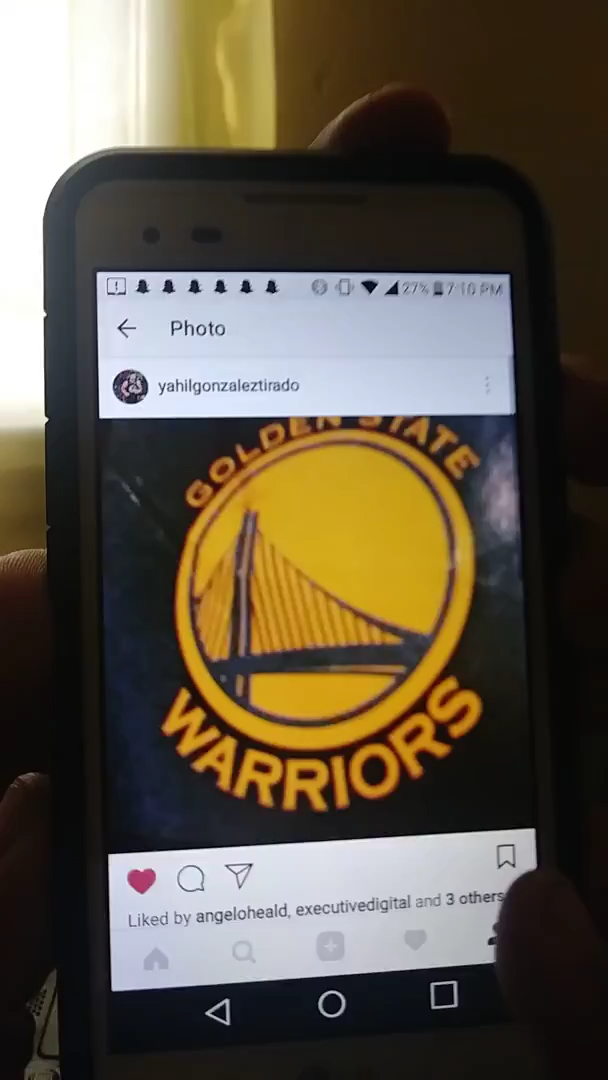 27% 7:10 PM
Photo
yahilgonzaleztirado
GOLDEN STATE
WARRIORS
Liked by angeloheald, executivedigital and 3 others